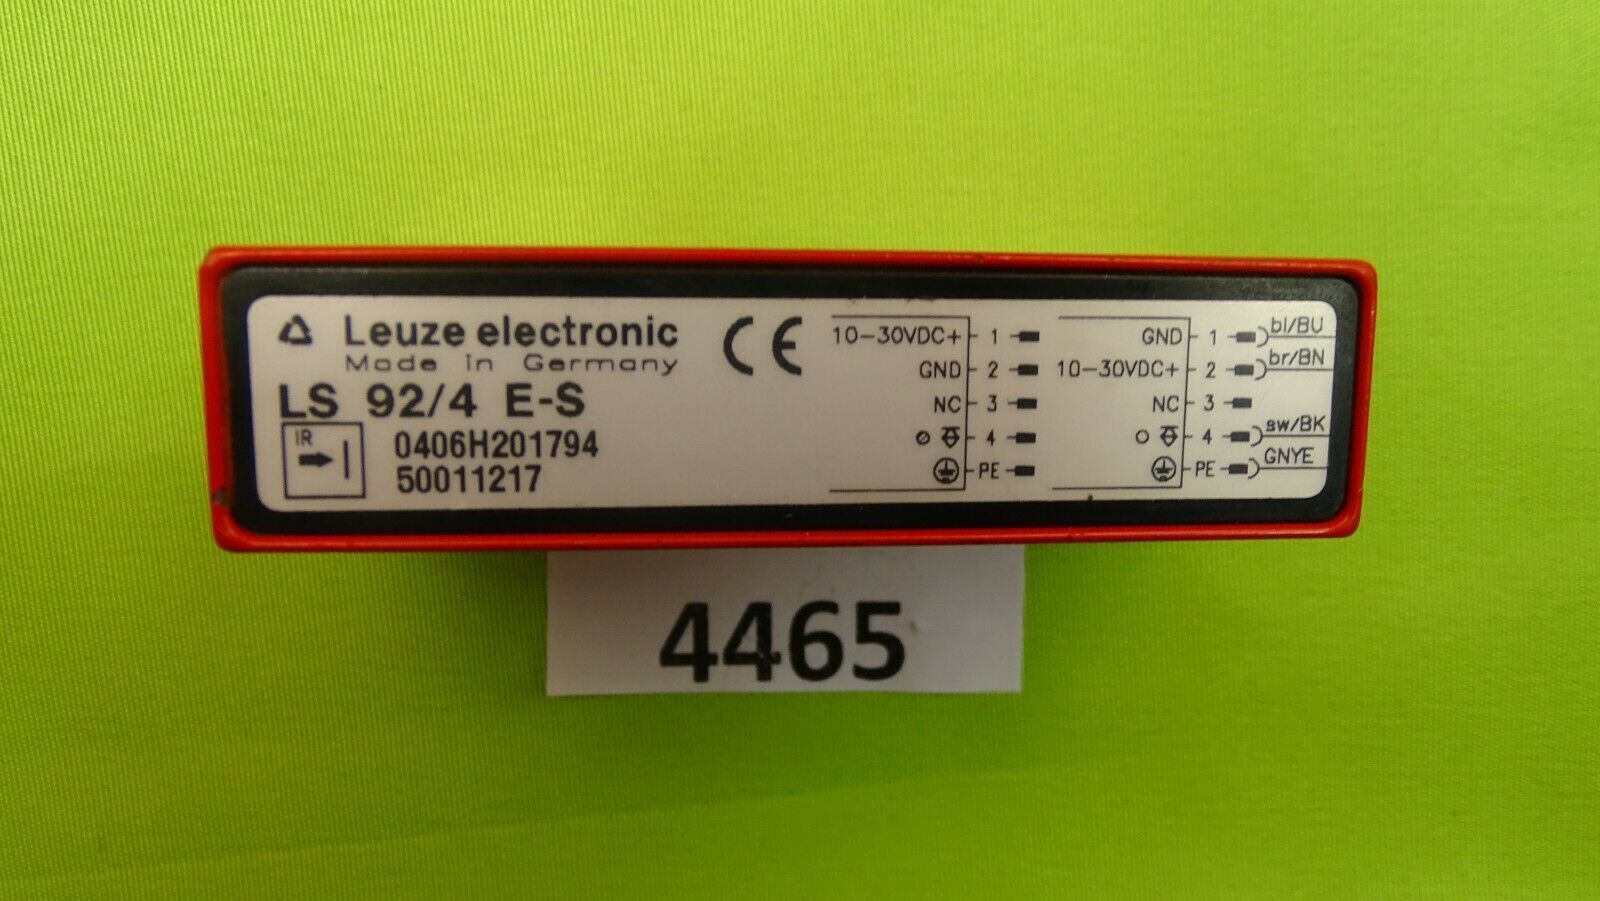 Leuze electronic
Made in Germany
LS 92/4 E-S
IR
0406H201794
50011217
CE
10-30VDC+ 1
GND 2
NC 3
4
PE
GND 1 bl/BU
10-30VDC+ 2 br/BN
NC 3
4 sw/BK
PE GNYE
4465